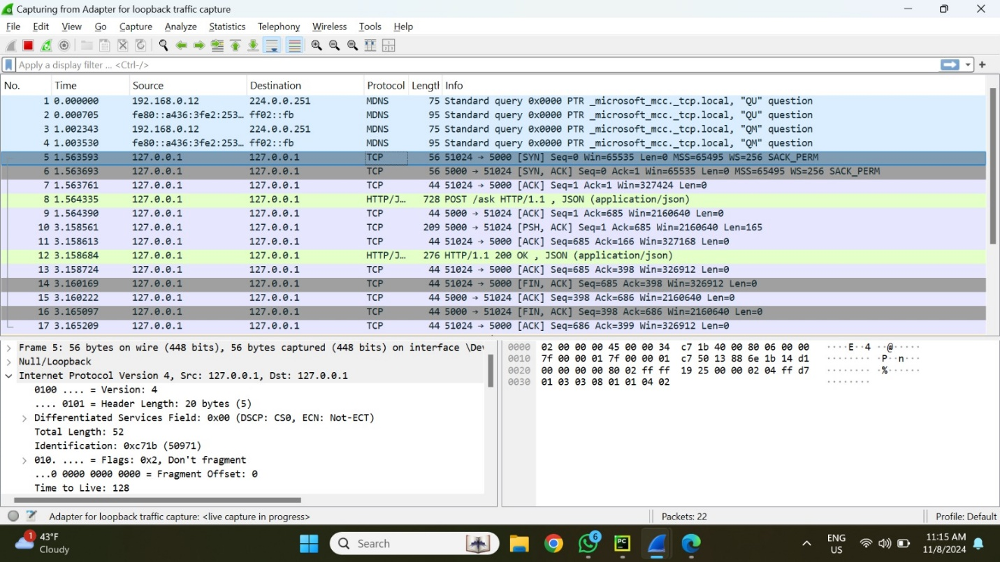 Capturing from Adapter for loopback traffic capture
File Edit View Go Capture Analyze Statistics Telephony Wireless Tools Help
Apply a display filter ... <Ctrl-/>
No. Time Source Destination Protocol Lengtl Info
1 0.000000 192.168.0.12 224.0.0.251 MDNS 75 Standard query 0x0000 PTR _microsoft_mcc._tcp.local, "QU" question
2 0.000705 fe80::a436:3fe2:253… ff02::fb MDNS 95 Standard query 0x0000 PTR _microsoft_mcc._tcp.local, "QU" question
3 1.002343 192.168.0.12 224.0.0.251 MDNS 75 Standard query 0x0000 PTR _microsoft_mcc._tcp.local, "QM" question
4 1.003530 fe80::a436:3fe2:253… ff02::fb MDNS 95 Standard query 0x0000 PTR _microsoft_mcc._tcp.local, "QM" question
5 1.563593 127.0.0.1 127.0.0.1 TCP 56 51024 → 5000 [SYN] Seq=0 Win=65535 Len=0 MSS=65495 WS=256 SACK_PERM
6 1.563693 127.0.0.1 127.0.0.1 TCP 56 5000 → 51024 [SYN, ACK] Seq=0 Ack=1 Win=65535 Len=0 MSS=65495 WS=256 SACK_PERM
7 1.563761 127.0.0.1 127.0.0.1 TCP 44 51024 → 5000 [ACK] Seq=1 Ack=1 Win=327424 Len=0
8 1.564335 127.0.0.1 127.0.0.1 HTTP/J… 728 POST /ask HTTP/1.1 , JSON (application/json)
9 1.564390 127.0.0.1 127.0.0.1 TCP 44 5000 → 51024 [ACK] Seq=1 Ack=685 Win=2160640 Len=0
10 3.158561 127.0.0.1 127.0.0.1 TCP 209 5000 → 51024 [PSH, ACK] Seq=1 Ack=685 Win=2160640 Len=165
11 3.158613 127.0.0.1 127.0.0.1 TCP 44 51024 → 5000 [ACK] Seq=685 Ack=166 Win=327168 Len=0
12 3.158684 127.0.0.1 127.0.0.1 HTTP/J… 276 HTTP/1.1 200 OK , JSON (application/json)
13 3.158724 127.0.0.1 127.0.0.1 TCP 44 51024 → 5000 [ACK] Seq=685 Ack=398 Win=326912 Len=0
14 3.160169 127.0.0.1 127.0.0.1 TCP 44 51024 → 5000 [FIN, ACK] Seq=685 Ack=398 Win=326912 Len=0
15 3.160222 127.0.0.1 127.0.0.1 TCP 44 5000 → 51024 [ACK] Seq=398 Ack=686 Win=2160640 Len=0
16 3.165097 127.0.0.1 127.0.0.1 TCP 44 5000 → 51024 [FIN, ACK] Seq=398 Ack=686 Win=2160640 Len=0
17 3.165209 127.0.0.1 127.0.0.1 TCP 44 51024 → 5000 [ACK] Seq=686 Ack=399 Win=326912 Len=0
Frame 5: 56 bytes on wire (448 bits), 56 bytes captured (448 bits) on interface \Dev
Null/Loopback
Internet Protocol Version 4, Src: 127.0.0.1, Dst: 127.0.0.1
0100 .... = Version: 4
.... 0101 = Header Length: 20 bytes (5)
Differentiated Services Field: 0x00 (DSCP: CS0, ECN: Not-ECT)
Total Length: 52
Identification: 0xc71b (50971)
010. .... = Flags: 0x2, Don't fragment
...0 0000 0000 0000 = Fragment Offset: 0
Time to Live: 128
0000 02 00 00 00 45 00 00 34 c7 1b 40 00 80 06 00 00 ····E··4 ··@·····
0010 7f 00 00 01 7f 00 00 01 c7 50 13 88 6e 1b 14 d1 ········ ·P··n···
0020 00 00 00 00 80 02 ff ff 19 25 00 00 02 04 ff d7 ········ ·%······
0030 01 03 03 08 01 01 04 02 ········
Adapter for loopback traffic capture: <live capture in progress> Packets: 22 Profile: Default
1 43°F
Cloudy
Search
6
PC
ENG
US
11:15 AM
11/8/2024